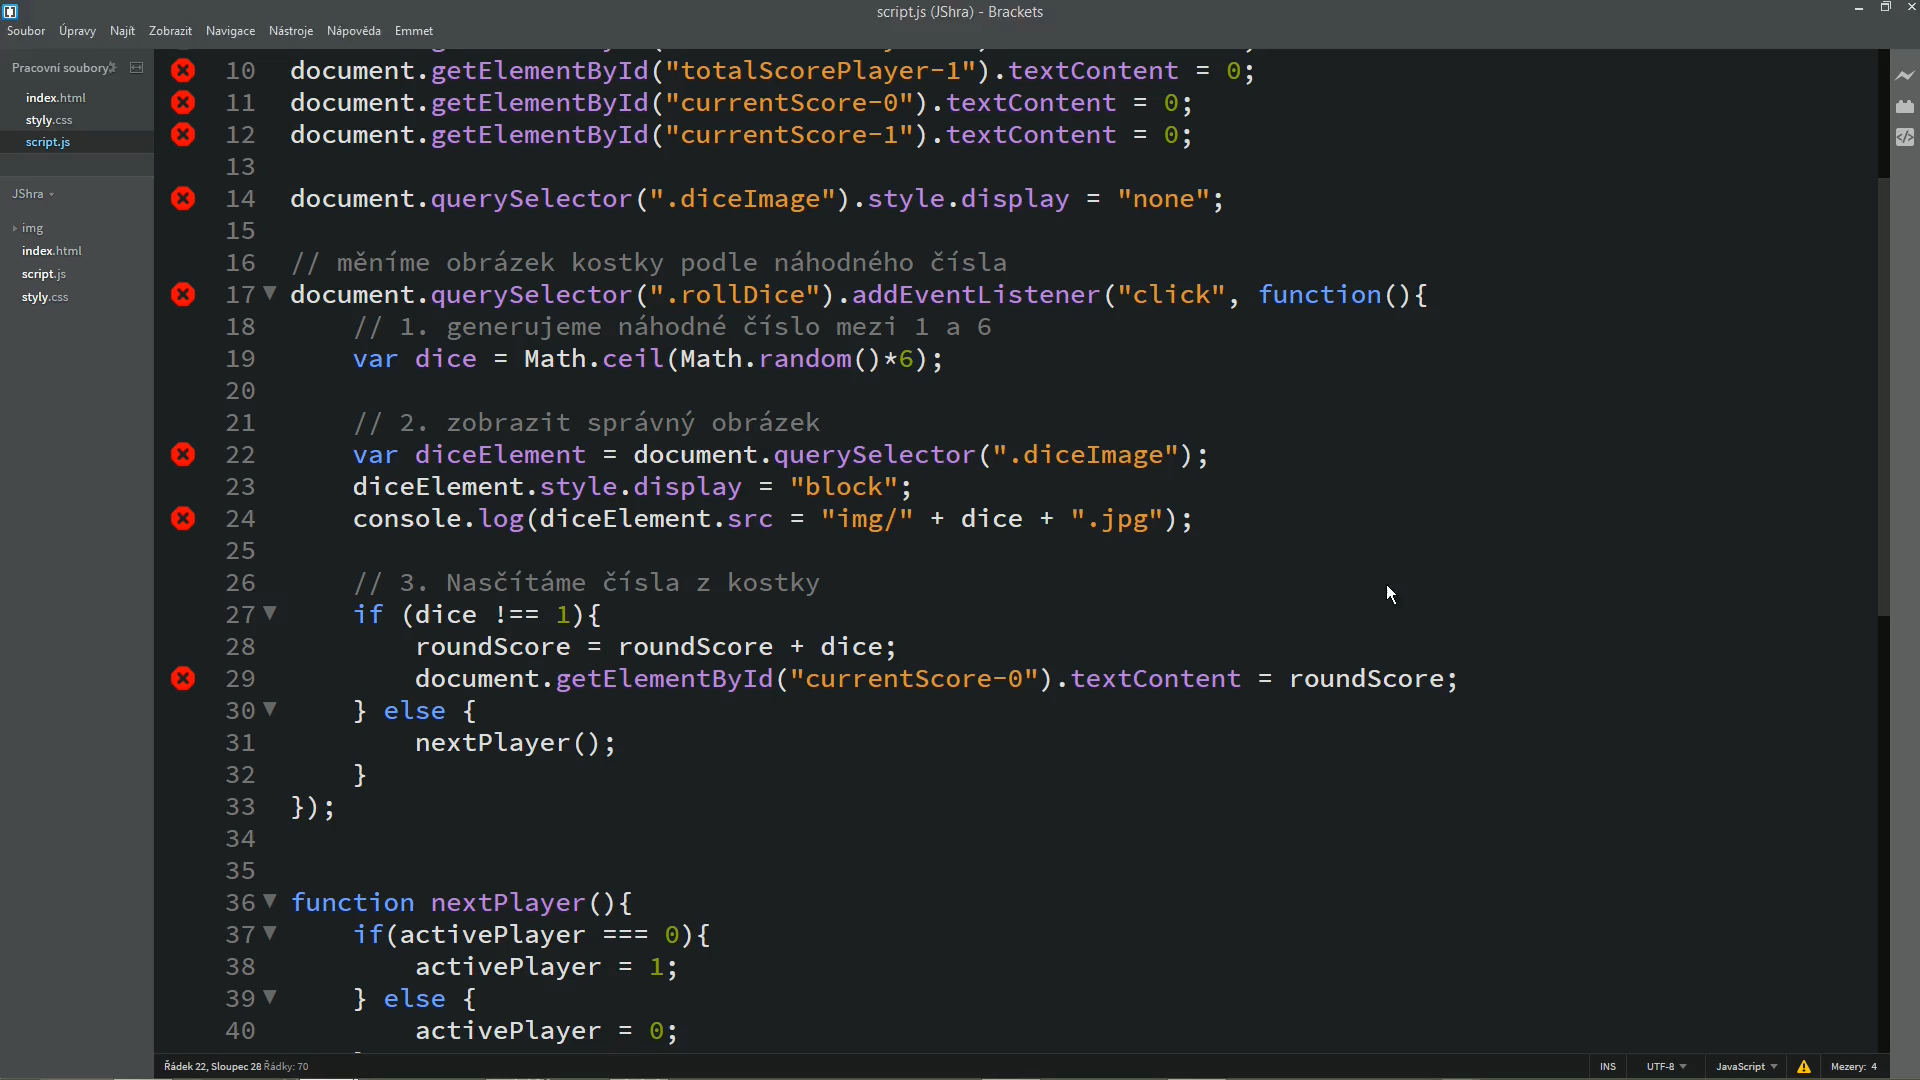 script.js (JShra) - Brackets
Soubor Úpravy Najít Zobrazit Navigace Nástroje Nápověda Emmet
Pracovní soubory
index.html
styly.css
script.js
JShra
img
index.html
script.js
styly.css
10 document.getElementById("totalScorePlayer-1").textContent = 0;
11 document.getElementById("currentScore-0").textContent = 0;
12 document.getElementById("currentScore-1").textContent = 0;
13
14 document.querySelector(".diceImage").style.display = "none";
15
16 // měníme obrázek kostky podle náhodného čísla
17 document.querySelector(".rollDice").addEventListener("click", function(){
18 // 1. generujeme náhodné číslo mezi 1 a 6
19 var dice = Math.ceil(Math.random()*6);
20
21 // 2. zobrazit správný obrázek
22 var diceElement = document.querySelector(".diceImage");
23 diceElement.style.display = "block";
24 console.log(diceElement.src = "img/" + dice + ".jpg");
25
26 // 3. Nasčítáme čísla z kostky
27 if (dice !== 1){
28 roundScore = roundScore + dice;
29 document.getElementById("currentScore-0").textContent = roundScore;
30 } else {
31 nextPlayer();
32 }
33 });
34
35
36 function nextPlayer(){
37 if(activePlayer === 0){
38 activePlayer = 1;
39 } else {
40 activePlayer = 0;
Řádek 22, Sloupec 28 Řádky: 70
INS UTF-8 JavaScript Mezery: 4